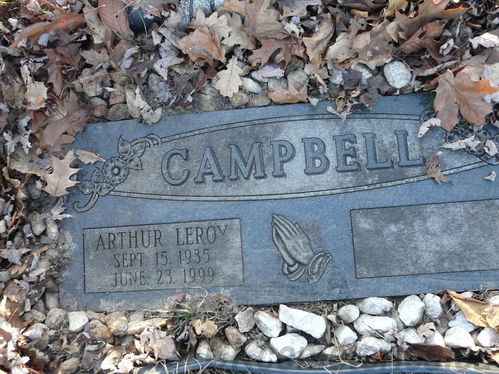 CAMPBELL
ARTHUR LEROY
SEPT. 15, 1935
JUNE 23, 1999